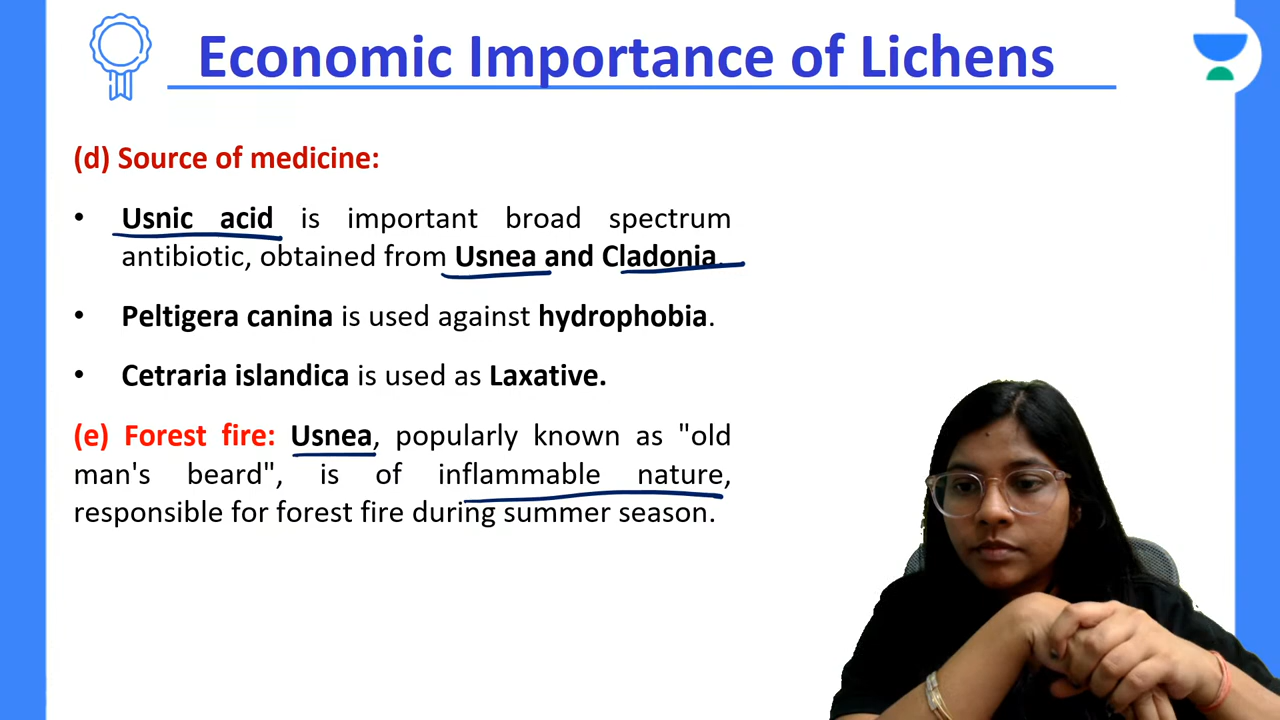 Economic Importance of Lichens
(d) Source of medicine:
• Usnic acid is important broad spectrum
antibiotic, obtained from Usnea and Cladonia.
• Peltigera canina is used against hydrophobia.
• Cetraria islandica is used as Laxative.
(e) Forest fire: Usnea, popularly known as "old
man's beard", is of inflammable nature,
responsible for forest fire during summer season.